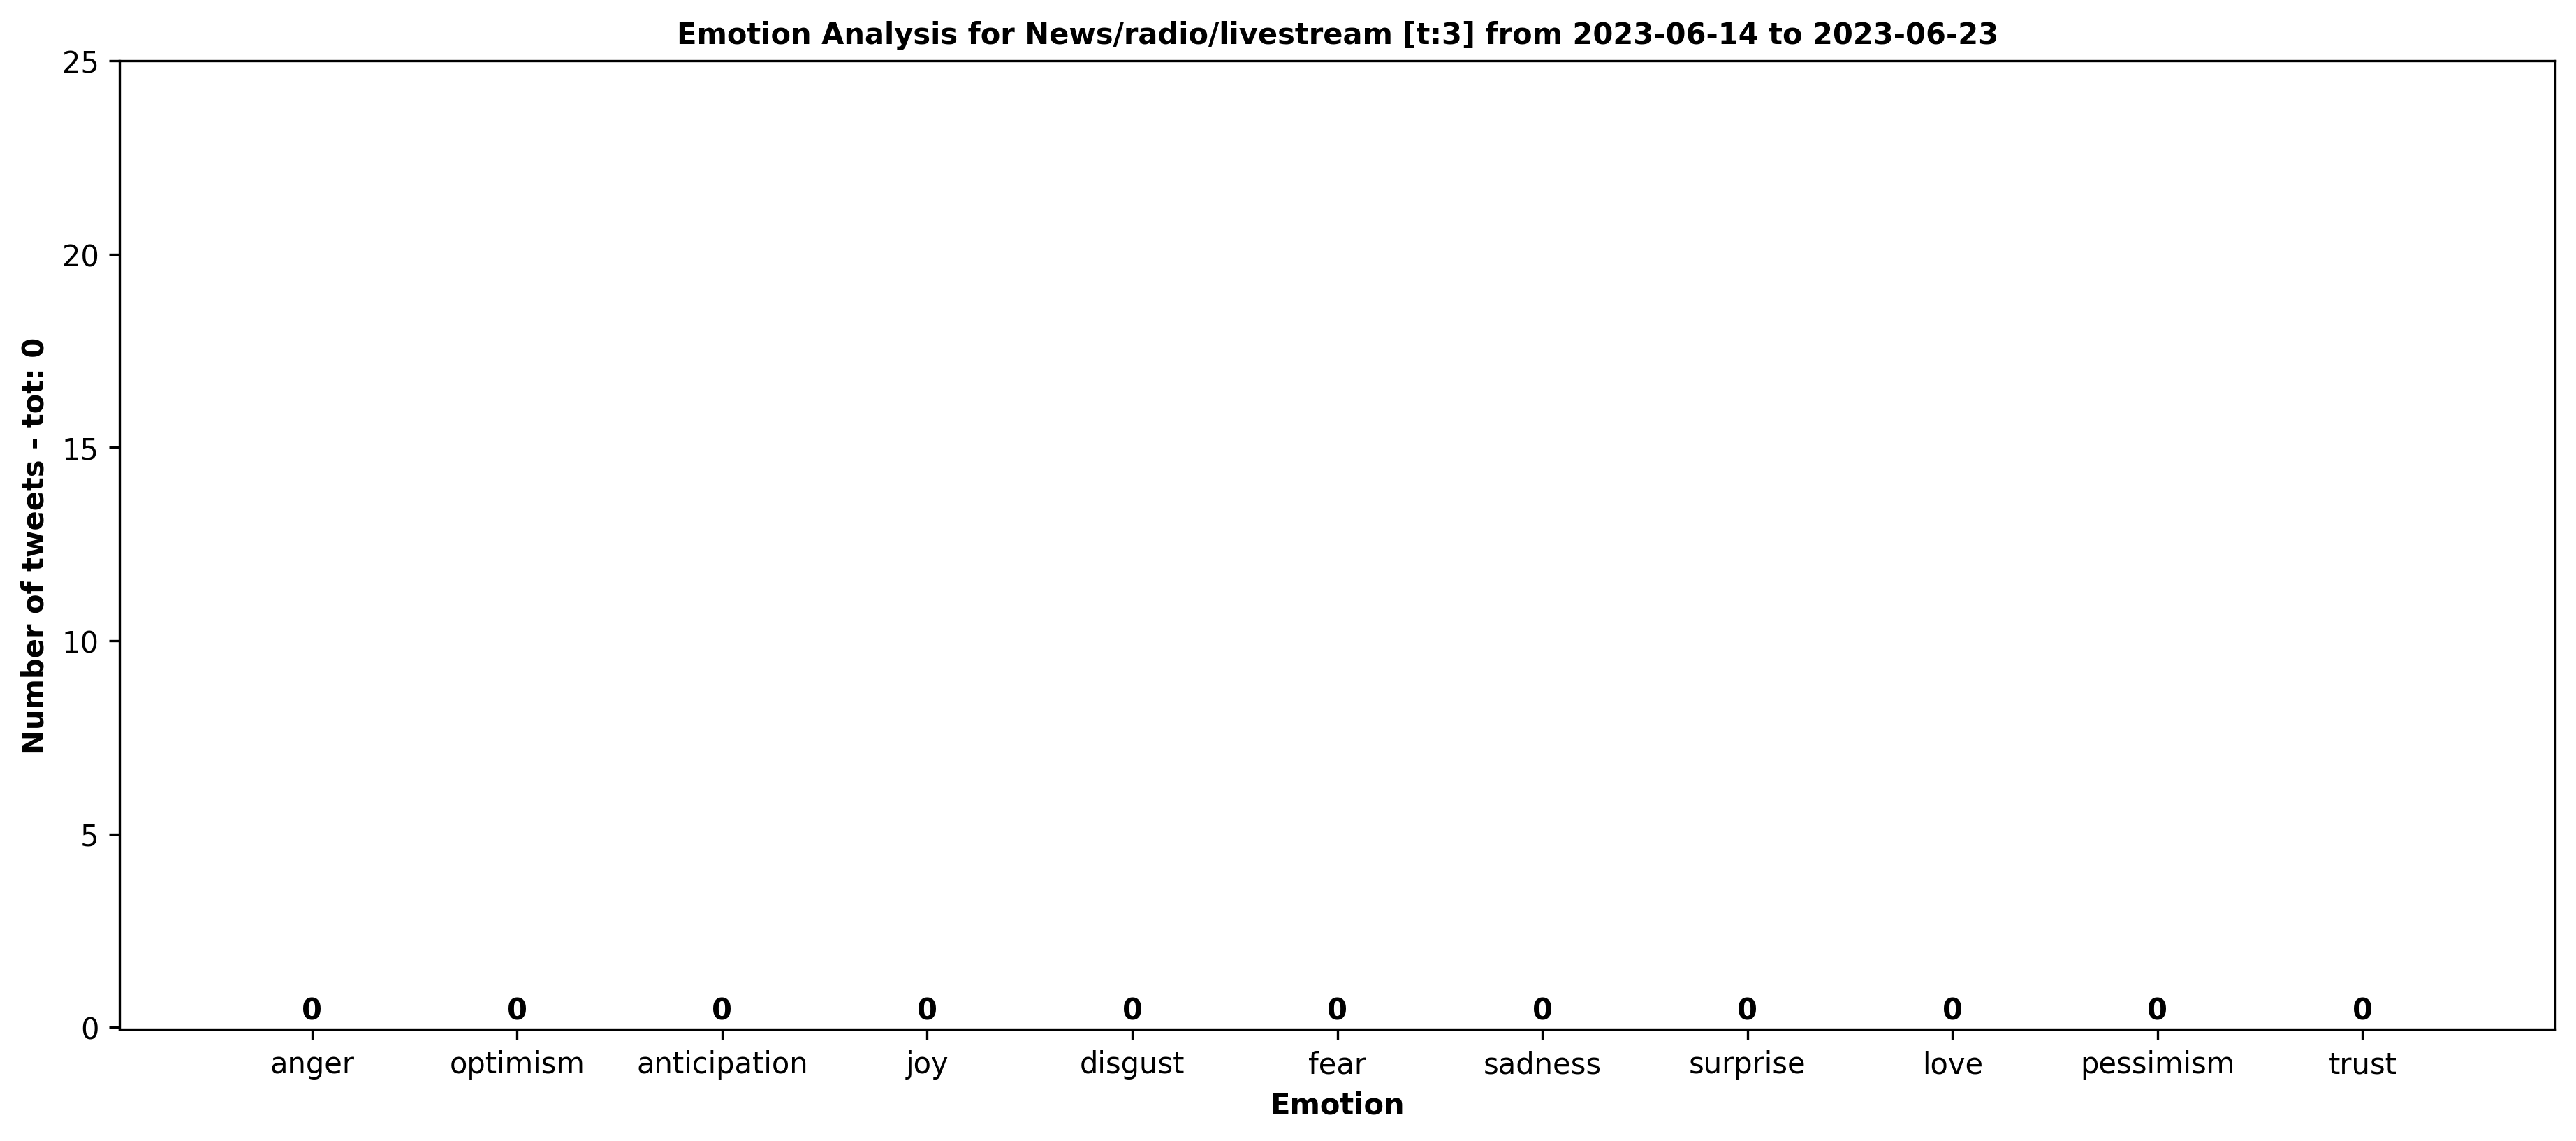 Emotion Analysis for News/radio/livestream [t:3] from 2023-06-14 to 2023-06-23
Number of tweets - tot: 0
25
20
15
10
5
0
0 0 0 0 0 0 0 0 0 0 0
anger optimism anticipation joy disgust fear sadness surprise love pessimism trust
Emotion